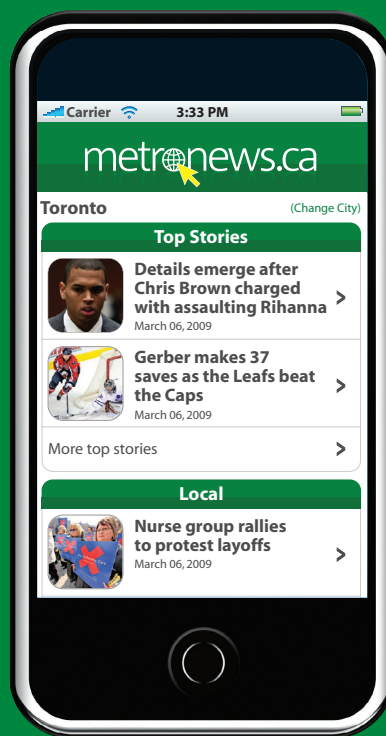 Carrier 3:33 PM
metronews.ca
Toronto (Change City)
Top Stories
Details emerge after
Chris Brown charged
with assaulting Rihanna
March 06, 2009
Gerber makes 37
saves as the Leafs beat
the Caps
March 06, 2009
More top stories
Local
Nurse group rallies
to protest layoffs
March 06, 2009